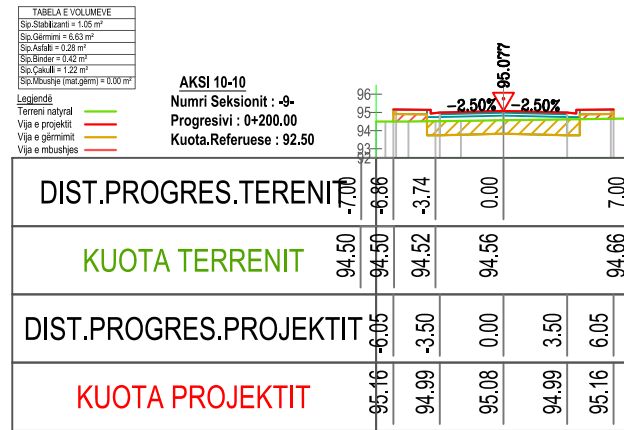 TABELA E VOLUMEVE
Sip.Stabilizanti = 1.05 m²
Sip.Gërmimi = 6.63 m²
Sip.Asfalti = 0.28 m²
Sip.Binder = 0.42 m²
Sip.Çakulli = 1.22 m²
Sip.Mbushje (mat.gërm) = 0.00 m²
Legjendë
Terreni natyral
Vija e projektit
Vija e gërmimit
Vija e mbushjes
AKSI 10-10
Numri Seksionit : -9-
Progresivi : 0+200.00
Kuota.Referuese : 92.50
95.077
-2.50% -2.50%
96
95
94
93
92
DIST.PROGRES.TERENIT -7.00 -6.86 -3.74 0.00 7.00
KUOTA TERRENIT 94.50 94.50 94.52 94.56 94.66
DIST.PROGRES.PROJEKTIT -6.05 -3.50 0.00 3.50 6.05
KUOTA PROJEKTIT 95.16 94.99 95.08 94.99 95.16